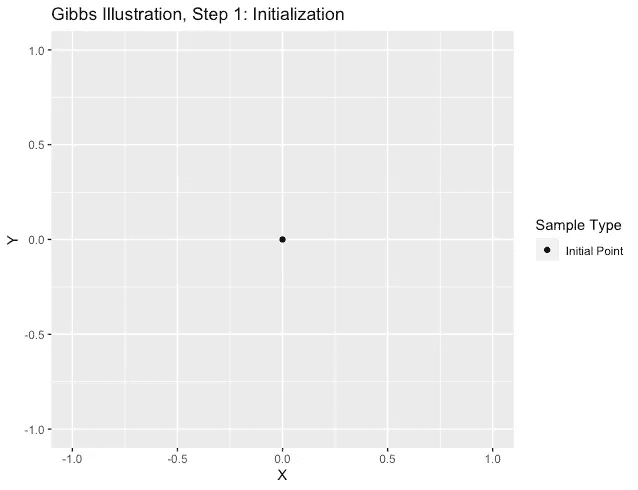 Gibbs Illustration, Step 1: Initialization
1.0
0.5
0.0
-0.5
-1.0
Y
-1.0 -0.5 0.0 0.5 1.0
X
Sample Type
Initial Point